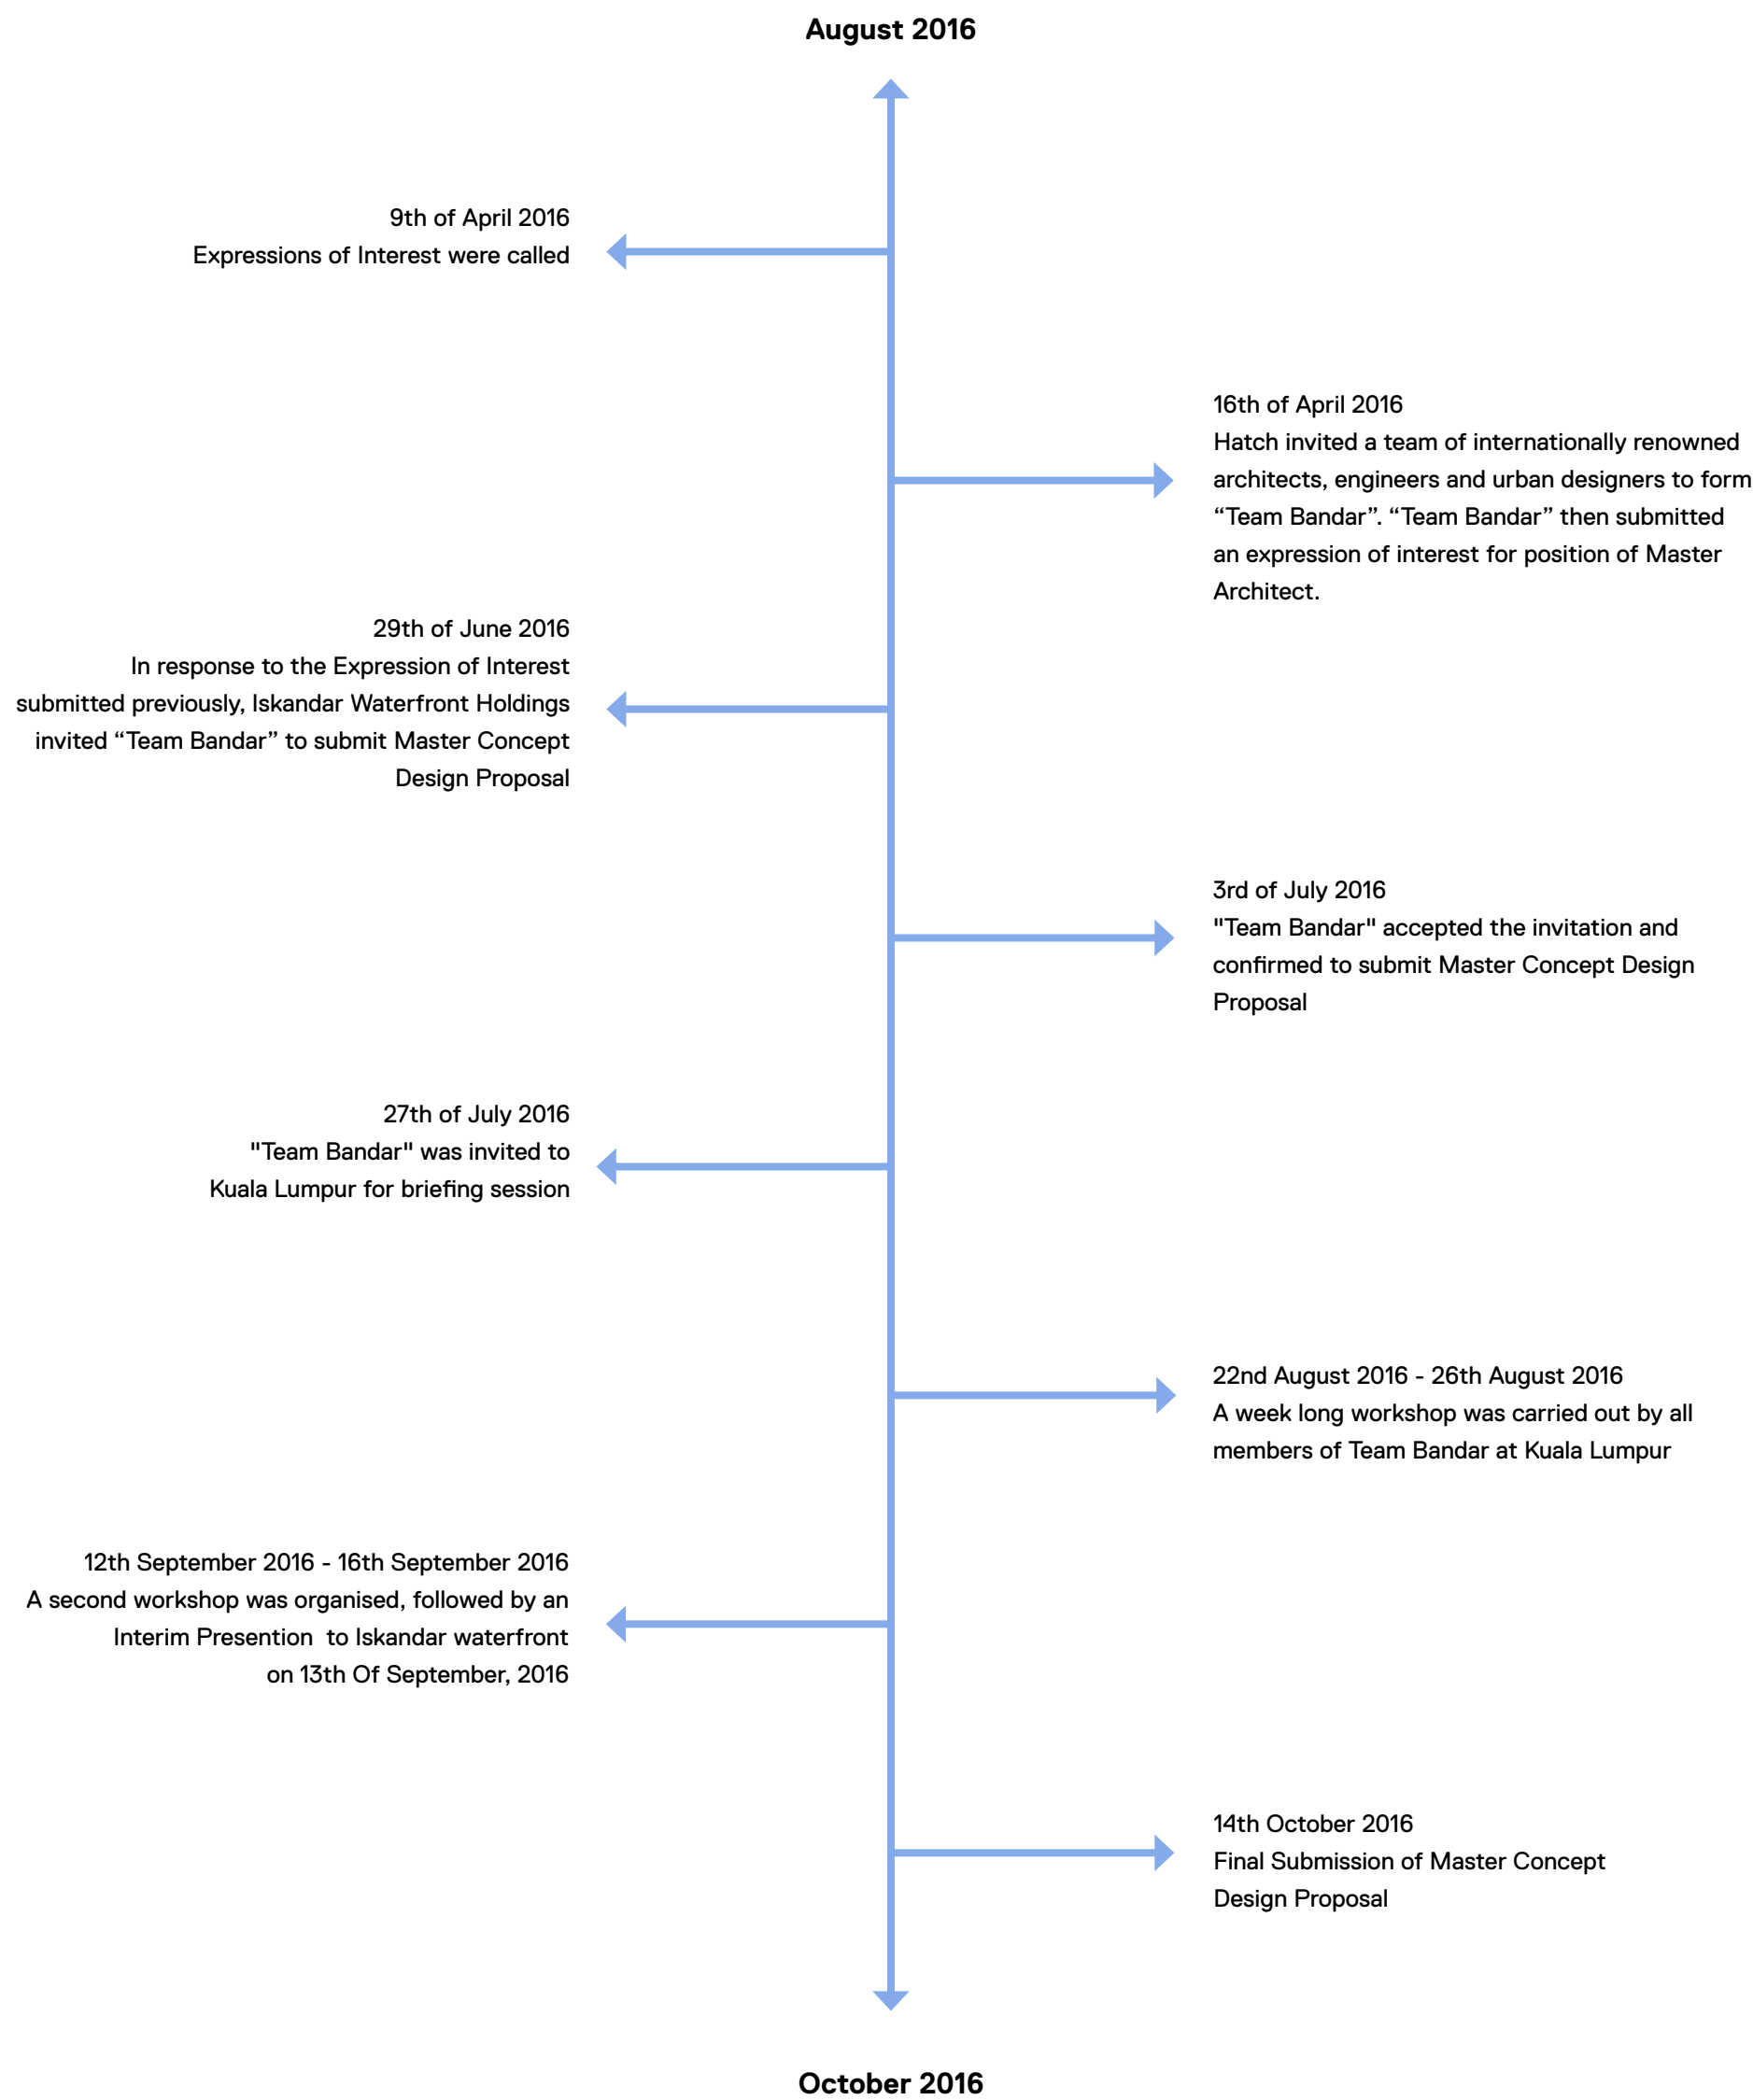 August 2016
9th of April 2016
Expressions of Interest were called
16th of April 2016
Hatch invited a team of internationally renowned
architects, engineers and urban designers to form
“Team Bandar”. “Team Bandar” then submitted
an expression of interest for position of Master
Architect.
29th of June 2016
In response to the Expression of Interest
submitted previously, Iskandar Waterfront Holdings
invited “Team Bandar” to submit Master Concept
Design Proposal
3rd of July 2016
"Team Bandar" accepted the invitation and
confirmed to submit Master Concept Design
Proposal
27th of July 2016
"Team Bandar" was invited to
Kuala Lumpur for briefing session
22nd August 2016 - 26th August 2016
A week long workshop was carried out by all
members of Team Bandar at Kuala Lumpur
12th September 2016 - 16th September 2016
A second workshop was organised, followed by an
Interim Presention  to Iskandar waterfront
on 13th Of September, 2016
14th October 2016
Final Submission of Master Concept
Design Proposal
October 2016